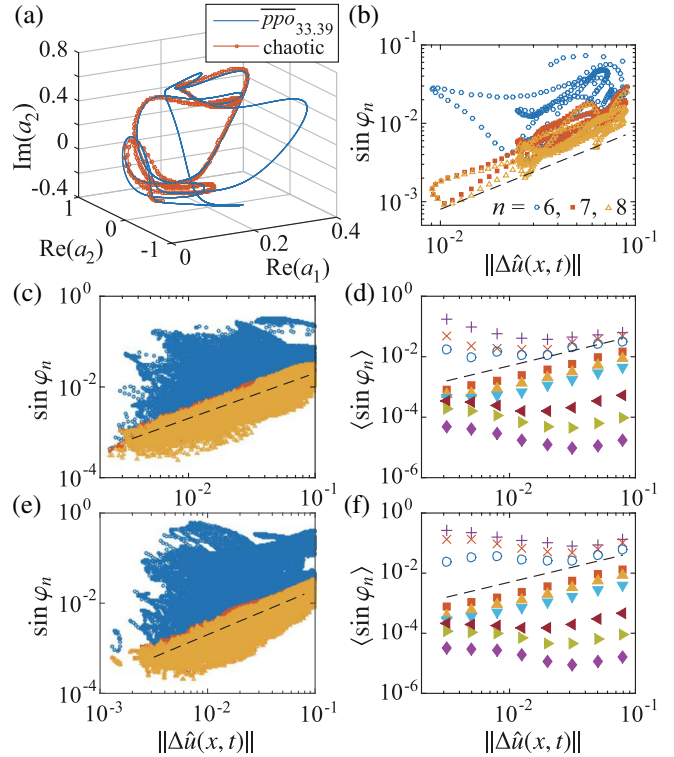 (a)
ppo 33.39
chaotic
Im(a2)
0.8
0.4
0
-0.4
1
0
-1
Re(a2)
0
0.2
0.4
Re(a1)
(b)
sin φn
10^-1
10^-2
10^-3
n = 6, 7, 8
10^-2
10^-1
||Δû(x, t)||
(c)
sin φn
10^0
10^-2
10^-4
10^-2
10^-1
(d)
⟨sin φn⟩
10^0
10^-2
10^-4
10^-6
10^-2
10^-1
(e)
sin φn
10^0
10^-2
10^-4
10^-3
10^-2
10^-1
||Δû(x, t)||
(f)
⟨sin φn⟩
10^0
10^-2
10^-4
10^-6
10^-2
10^-1
||Δû(x, t)||